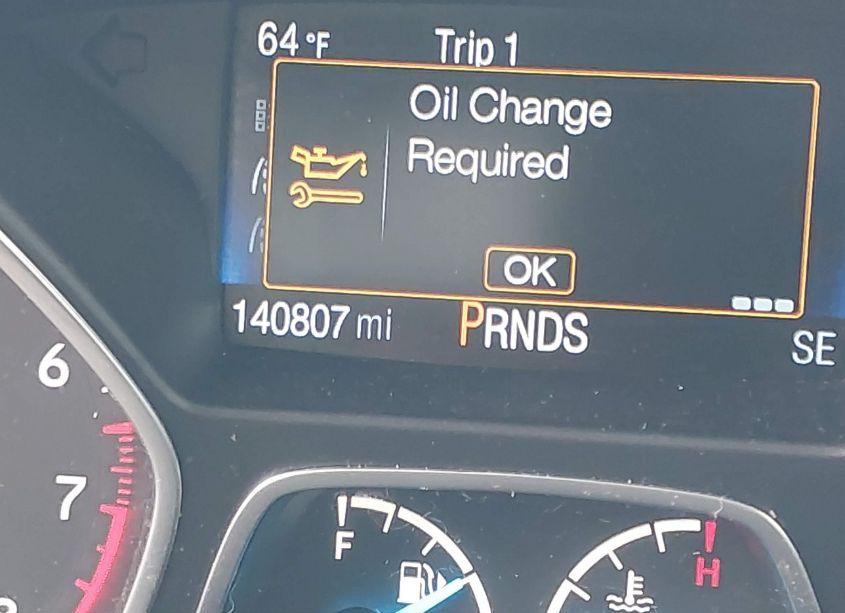 64°F Trip 1
Oil Change
Required
OK
140807 mi PRNDS SE
6
7
F H